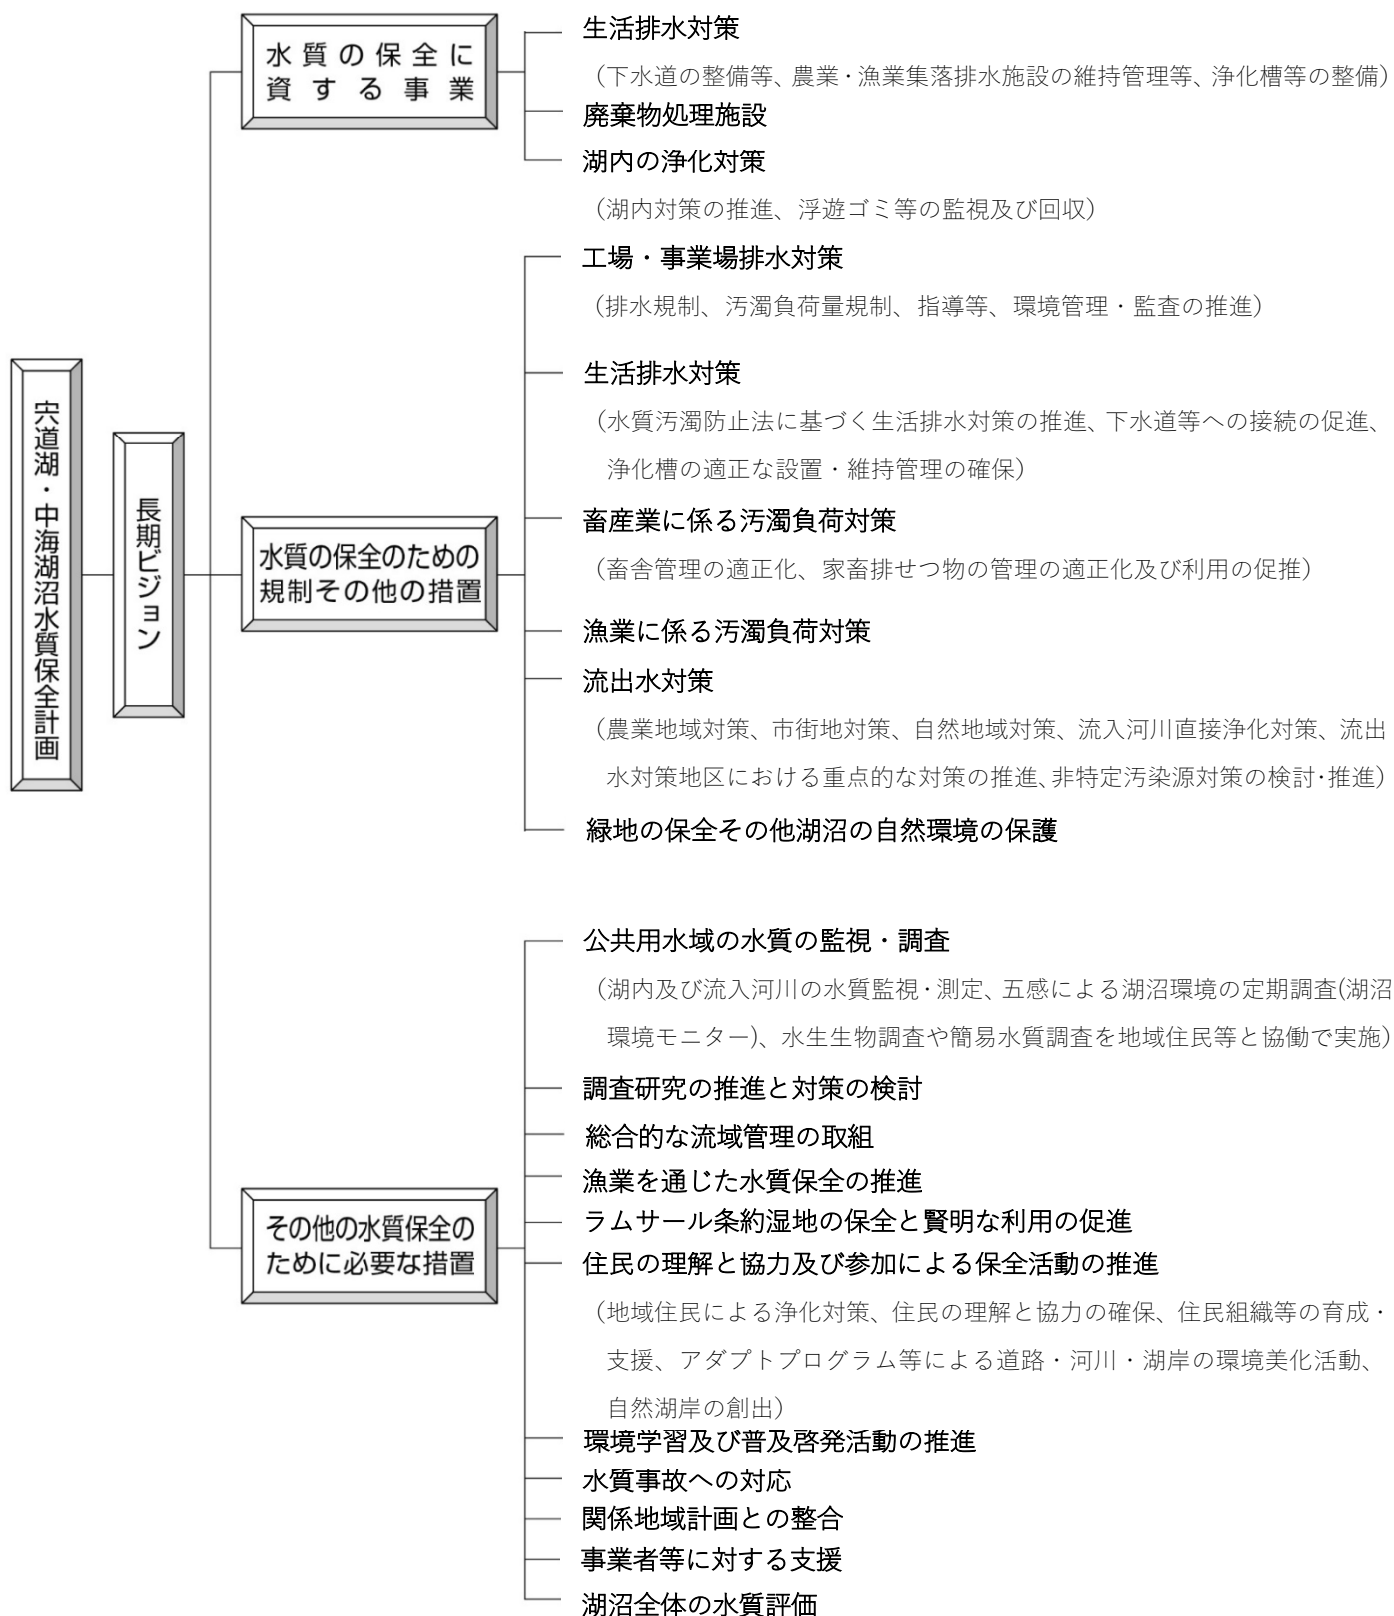 宍道湖・中海湖沼水質保全計画
長期ビジョン
水質の保全に
資する事業
生活排水対策
（下水道の整備等、農業・漁業集落排水施設の維持管理等、浄化槽等の整備）
廃棄物処理施設
湖内の浄化対策
（湖内対策の推進、浮遊ゴミ等の監視及び回収）
水質の保全のための
規制その他の措置
工場・事業場排水対策
（排水規制、汚濁負荷量規制、指導等、環境管理・監査の推進）
生活排水対策
（水質汚濁防止法に基づく生活排水対策の推進、下水道等への接続の促進、
浄化槽の適正な設置・維持管理の確保）
畜産業に係る汚濁負荷対策
（畜舎管理の適正化、家畜排せつ物の管理の適正化及び利用の促推）
漁業に係る汚濁負荷対策
流出水対策
（農業地域対策、市街地対策、自然地域対策、流入河川直接浄化対策、流出
水対策地区における重点的な対策の推進、非特定汚染源対策の検討・推進）
緑地の保全その他湖沼の自然環境の保護
その他の水質保全の
ために必要な措置
公共用水域の水質の監視・調査
（湖内及び流入河川の水質監視・測定、五感による湖沼環境の定期調査(湖沼
環境モニター)、水生生物調査や簡易水質調査を地域住民等と協働で実施）
調査研究の推進と対策の検討
総合的な流域管理の取組
漁業を通じた水質保全の推進
ラムサール条約湿地の保全と賢明な利用の促進
住民の理解と協力及び参加による保全活動の推進
（地域住民による浄化対策、住民の理解と協力の確保、住民組織等の育成・
支援、アダプトプログラム等による道路・河川・湖岸の環境美化活動、
自然湖岸の創出）
環境学習及び普及啓発活動の推進
水質事故への対応
関係地域計画との整合
事業者等に対する支援
湖沼全体の水質評価